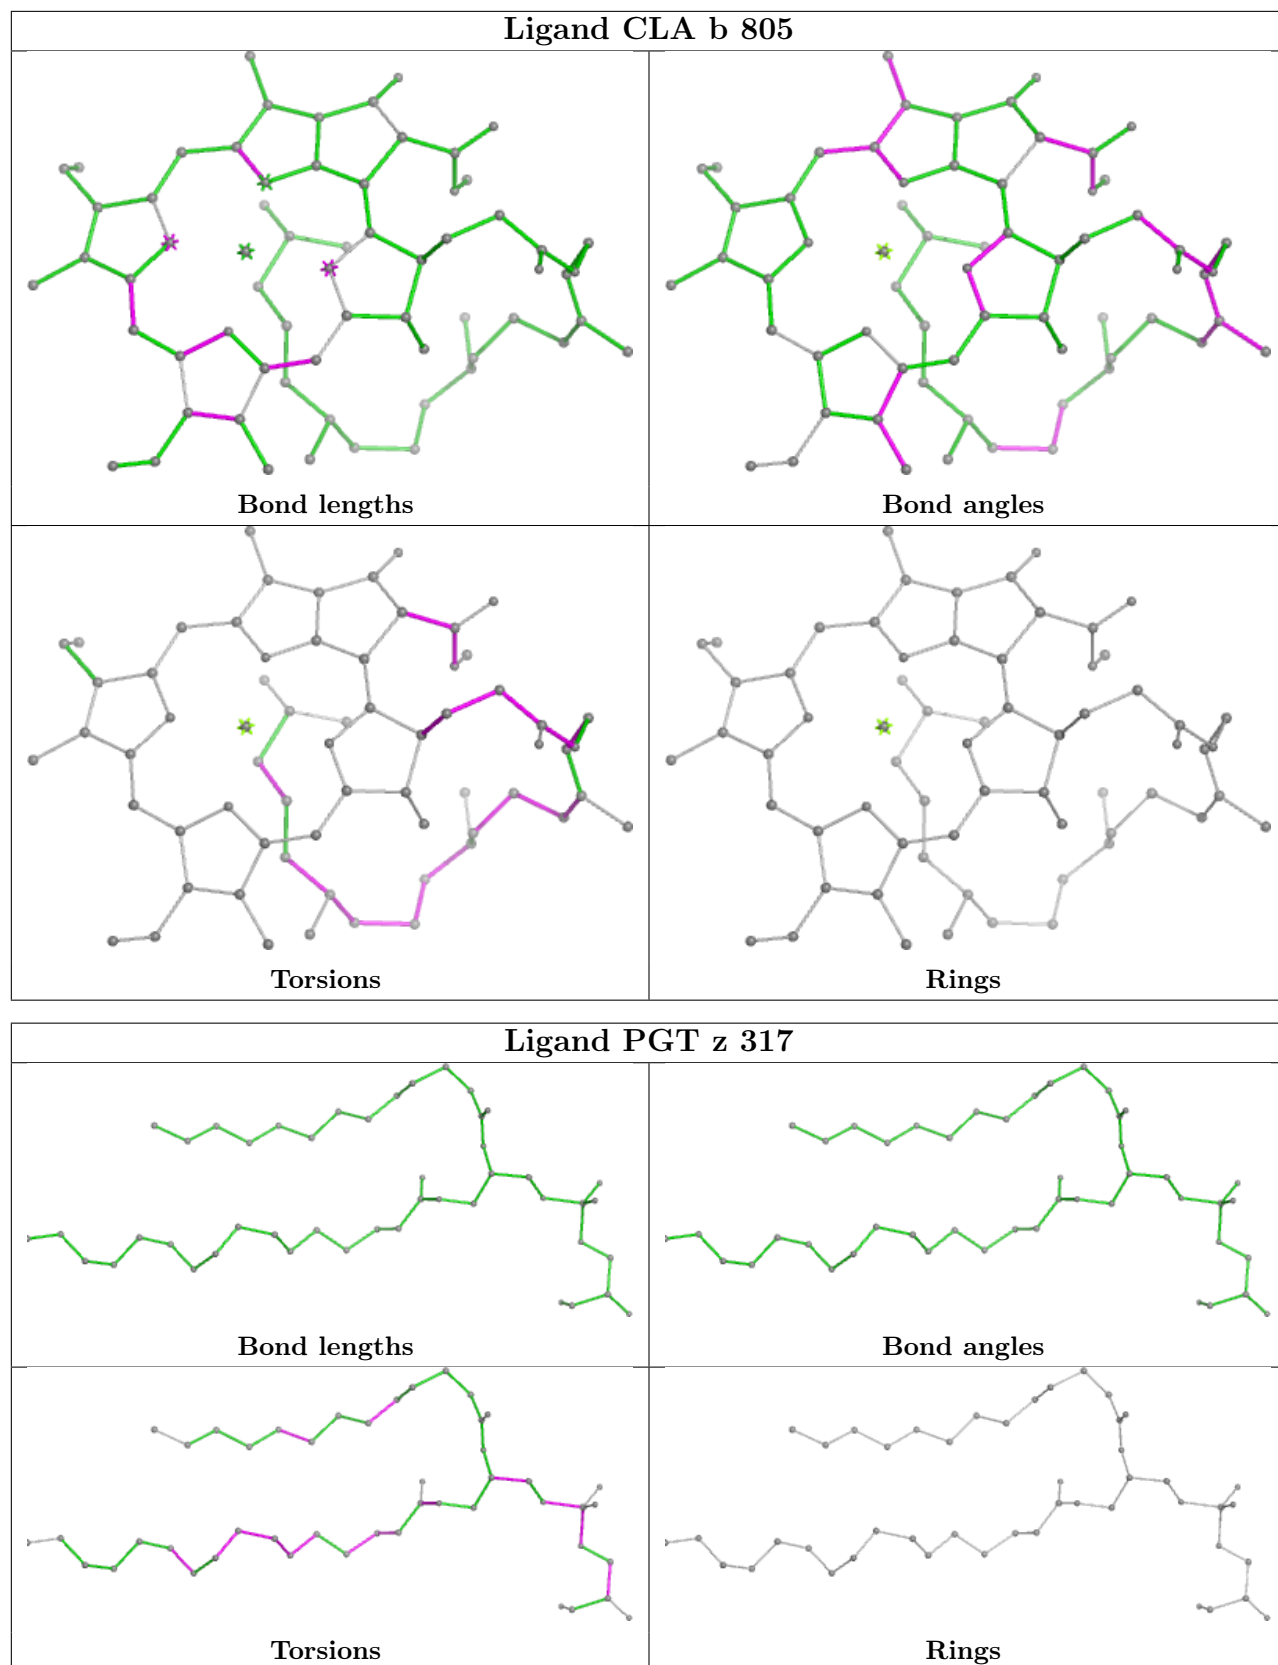 Ligand CLA b 805
Bond lengths
Bond angles
Torsions
Rings
Ligand PGT z 317
Bond lengths
Bond angles
Torsions
Rings